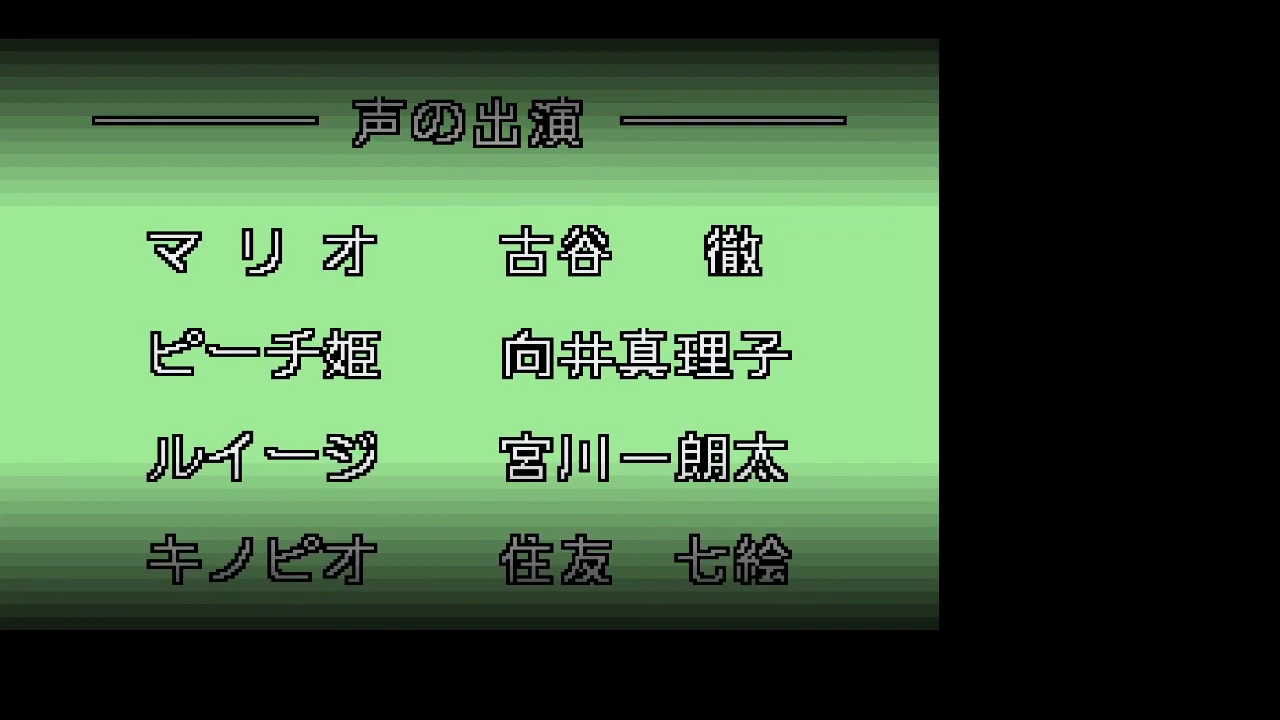 声の出演
マリオ 古谷 徹
ピーチ姫 向井真理子
ルイージ 宮川一朗太
キノピオ 住友 七絵